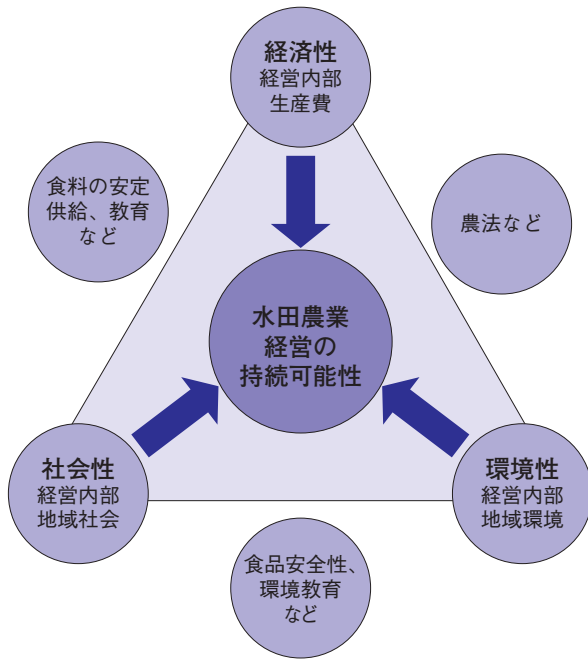 経済性
経営内部
生産費
食料の安定
供給、教育
など
農法など
水田農業
経営の
持続可能性
社会性
経営内部
地域社会
環境性
経営内部
地域環境
食品安全性、
環境教育
など